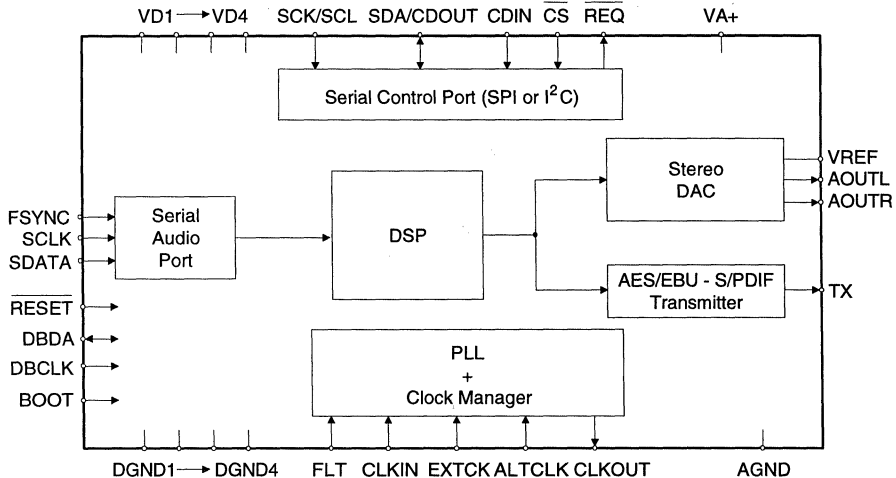 VD1 VD4 SCK/SCL SDA/CDOUT CDIN CS REQ VA+
Serial Control Port (SPI or I²C)
Stereo
DAC
VREF
AOUTL
AOUTR
FSYNC
SCLK
SDATA
Serial
Audio
Port
DSP
AES/EBU - S/PDIF
Transmitter
TX
RESET
DBDA
DBCLK
BOOT
PLL
+
Clock Manager
DGND1 DGND4 FLT CLKIN EXTCK ALTCLK CLKOUT AGND